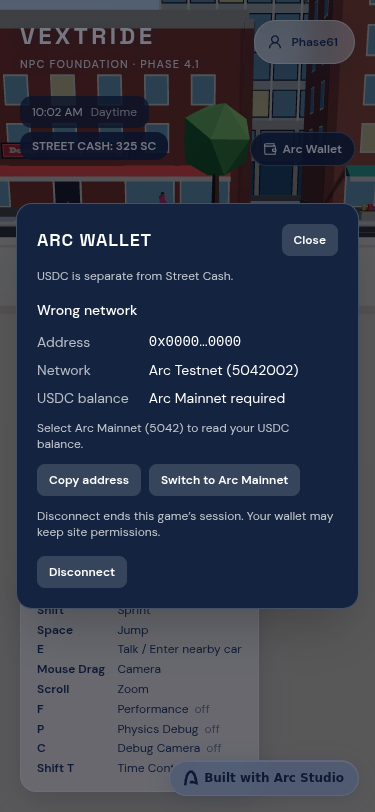 VEXTRIDE
NPC FOUNDATION · PHASE 4.1
Phase61
10:02 AM Daytime
STREET CASH: 325 SC
Arc Wallet
ARC WALLET
Close
USDC is separate from Street Cash.
Wrong network
Address 0x0000…0000
Network Arc Testnet (5042002)
USDC balance Arc Mainnet required
Select Arc Mainnet (5042) to read your USDC
balance.
Copy address
Switch to Arc Mainnet
Disconnect ends this game’s session. Your wallet may
keep site permissions.
Disconnect
Shift Sprint
Space Jump
E Talk / Enter nearby car
Mouse Drag Camera
Scroll Zoom
F Performance off
P Physics Debug off
C Debug Camera off
Shift T Time
Built with Arc Studio